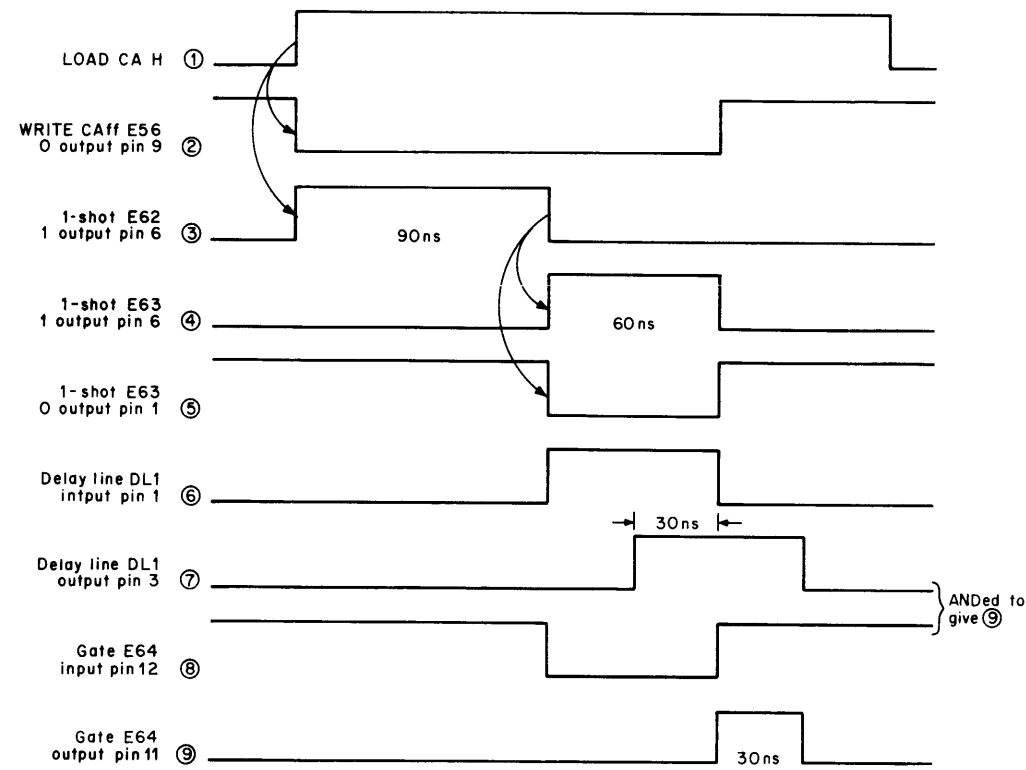 LOAD CA H ①
WRITE CAff E56
0 output pin 9 ②
1-shot E62
1 output pin 6 ③
90ns
1-shot E63
1 output pin 6 ④
60ns
1-shot E63
0 output pin 1 ⑤
Delay line DL1
intput pin 1 ⑥
30ns
Delay line DL1
output pin 3 ⑦
ANDed to
give ⑨
Gate E64
input pin 12 ⑧
Gate E64
output pin 11 ⑨
30ns